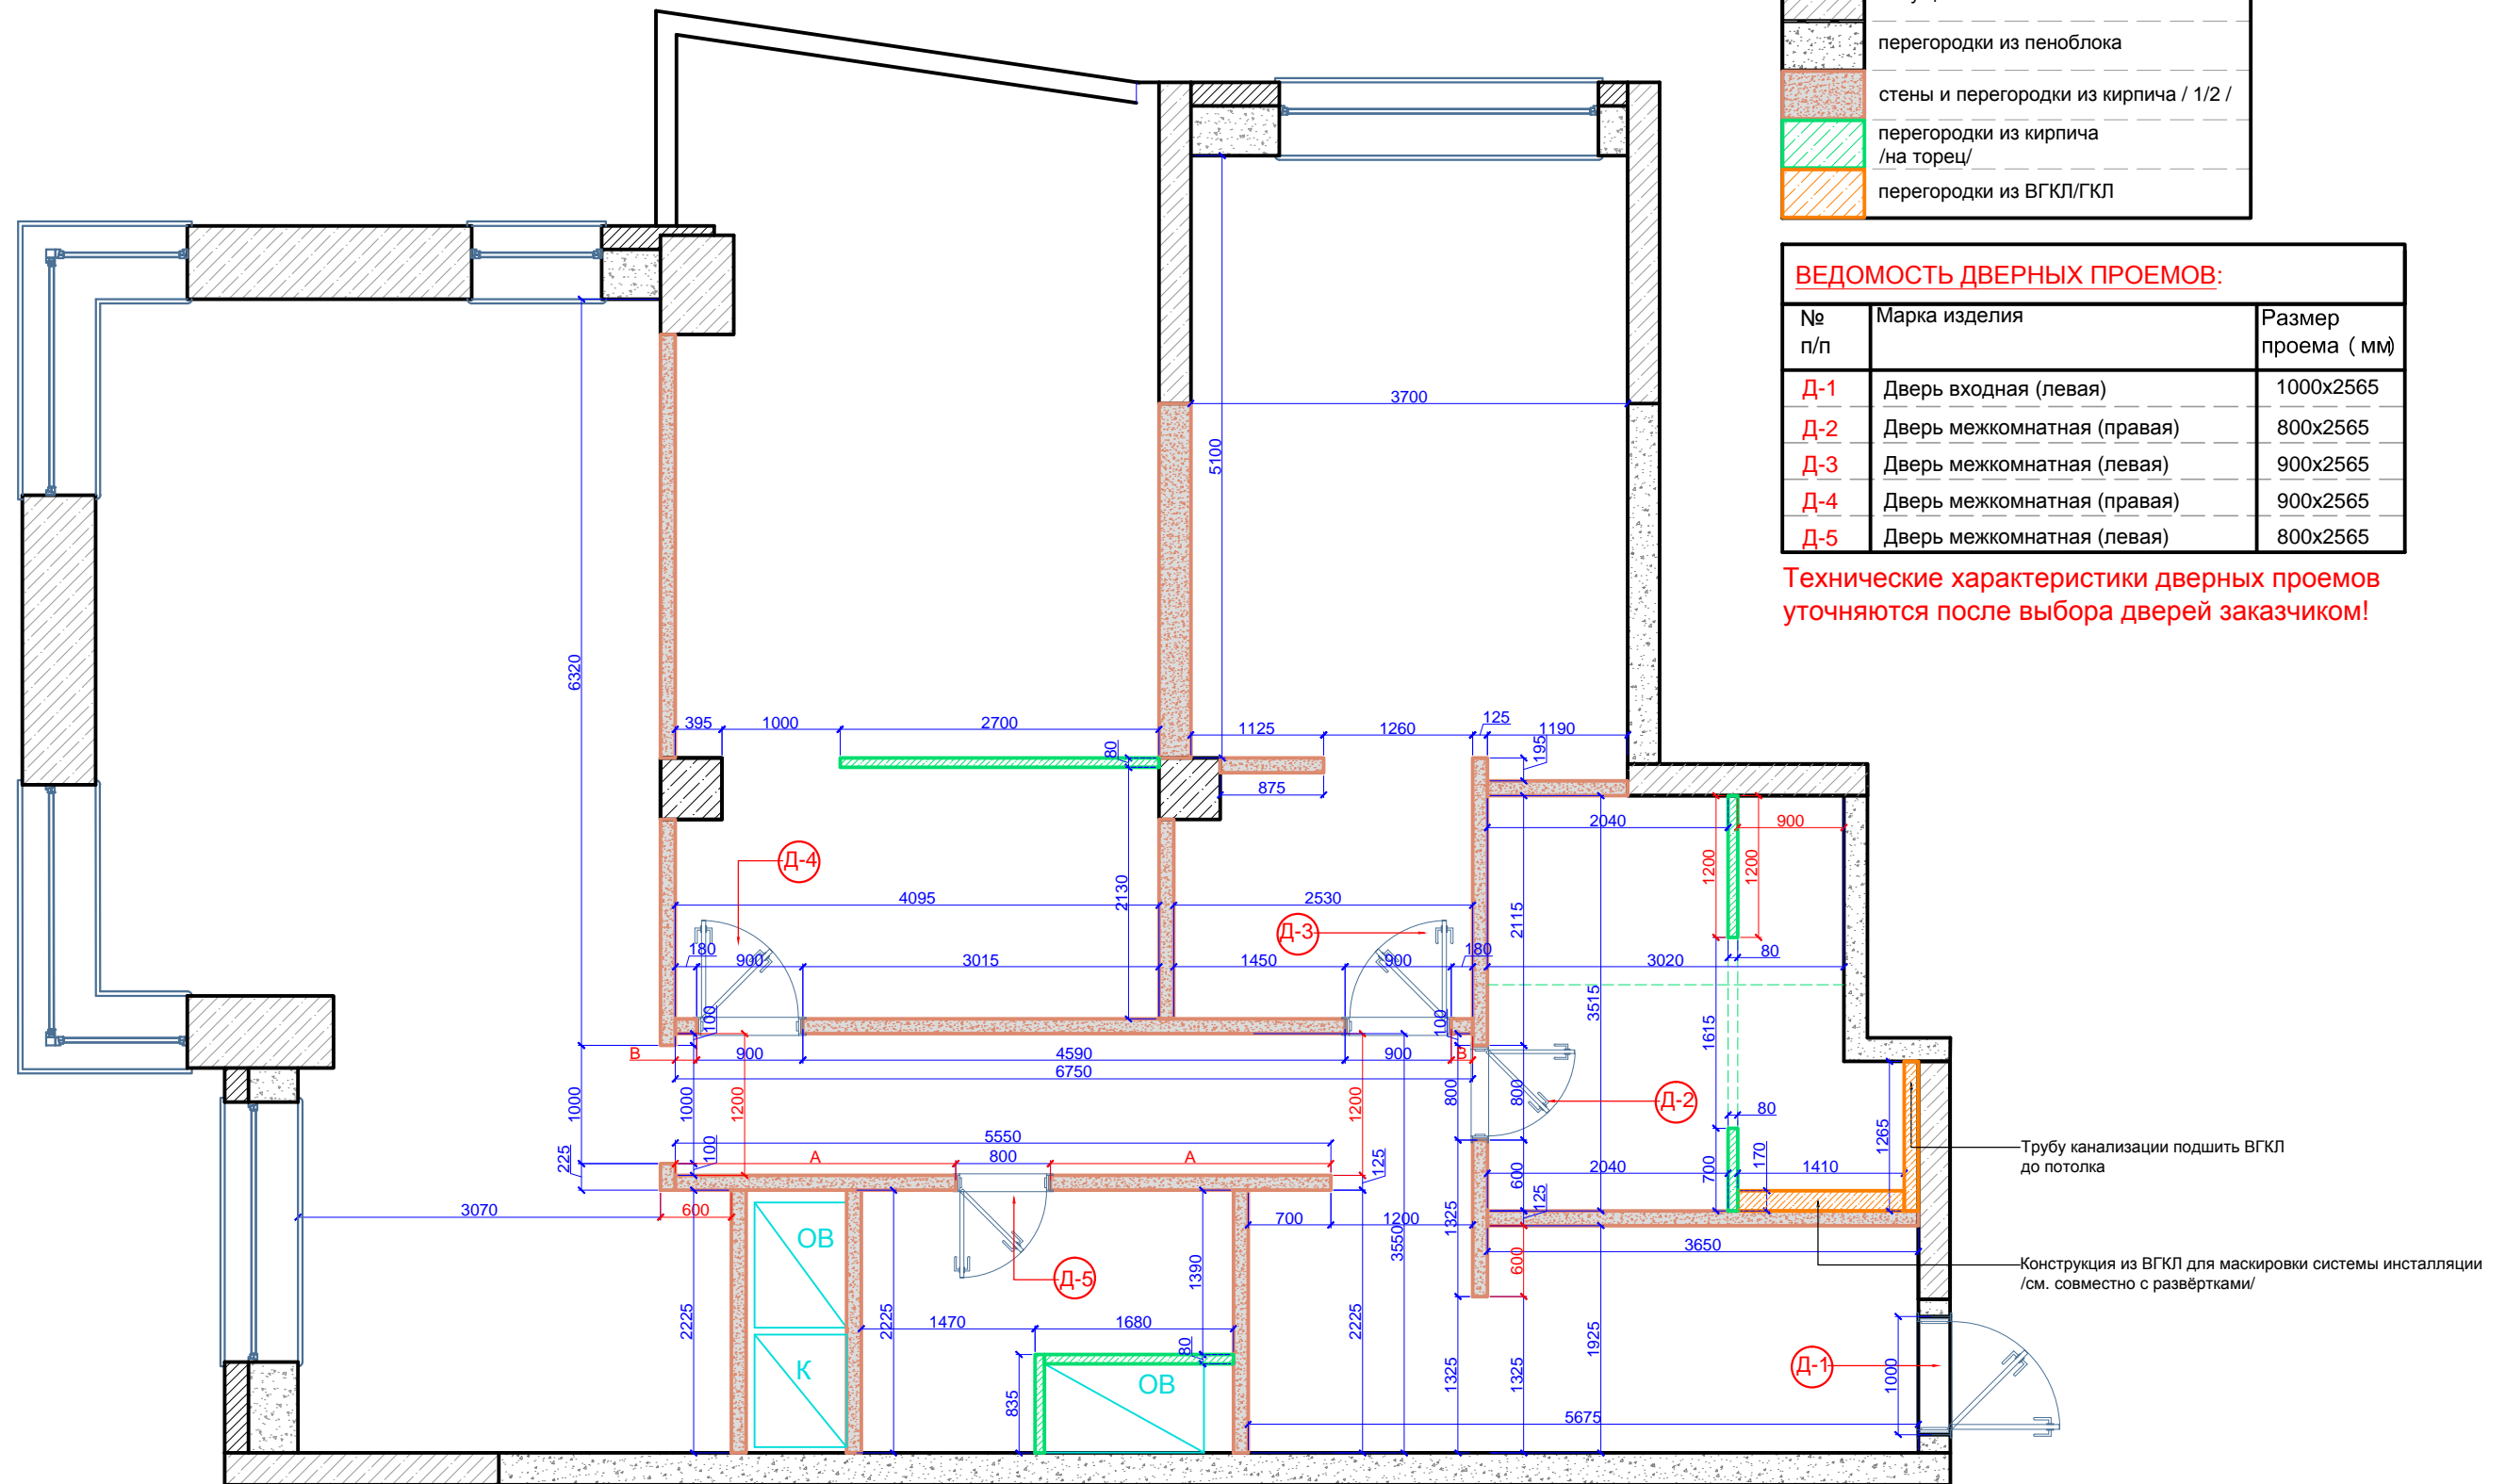 перегородки из пеноблока
стены и перегородки из кирпича / 1/2 /
перегородки из кирпича
/на торец/
перегородки из ВГКЛ/ГКЛ
ВЕДОМОСТЬ ДВЕРНЫХ ПРОЕМОВ:
№ п/п Марка изделия Размер проема ( мм)
Д-1 Дверь входная (левая) 1000х2565
Д-2 Дверь межкомнатная (правая) 800х2565
Д-3 Дверь межкомнатная (левая) 900х2565
Д-4 Дверь межкомнатная (правая) 900х2565
Д-5 Дверь межкомнатная (левая) 800х2565
Технические характеристики дверных проемов
уточняются после выбора дверей заказчиком!
3700
5100
6320
395 1000 2700
80
1125 1260 125 1190
195
875
2040 900
1200 1200
Д-4
4095
2130
2530
Д-3
2115
180 900 3015
1450 900 180
3020
80
3515
100
100
1615
В 900 4590 900 В
6750
1000
1000
1200
1200
800
800
Д-2
80
1265
5550
100
А 800 А
225
125
600
700
170
2040 1410
Трубу канализации подшить ВГКЛ
до потолка
3070 600
125
1325
700 1200
3550
3650
600
ОВ
Д-5
1390
Конструкция из ВГКЛ для маскировки системы инсталляции
/см. совместно с развёртками/
2225
2225
2225
1470 1680
80
1925
К
ОВ
835
1325
1325
Д-1
1000
5675